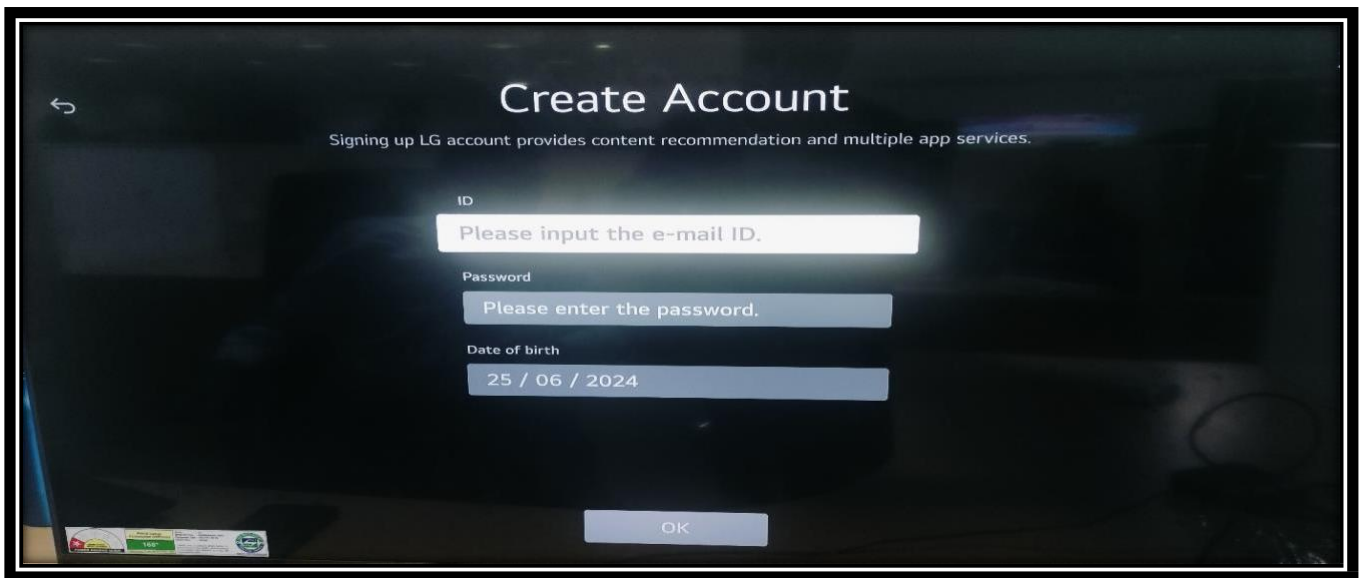 Create Account
Signing up LG account provides content recommendation and multiple app services.
ID
Please input the e-mail ID.
Password
Please enter the password.
Date of birth
25 / 06 / 2024
OK